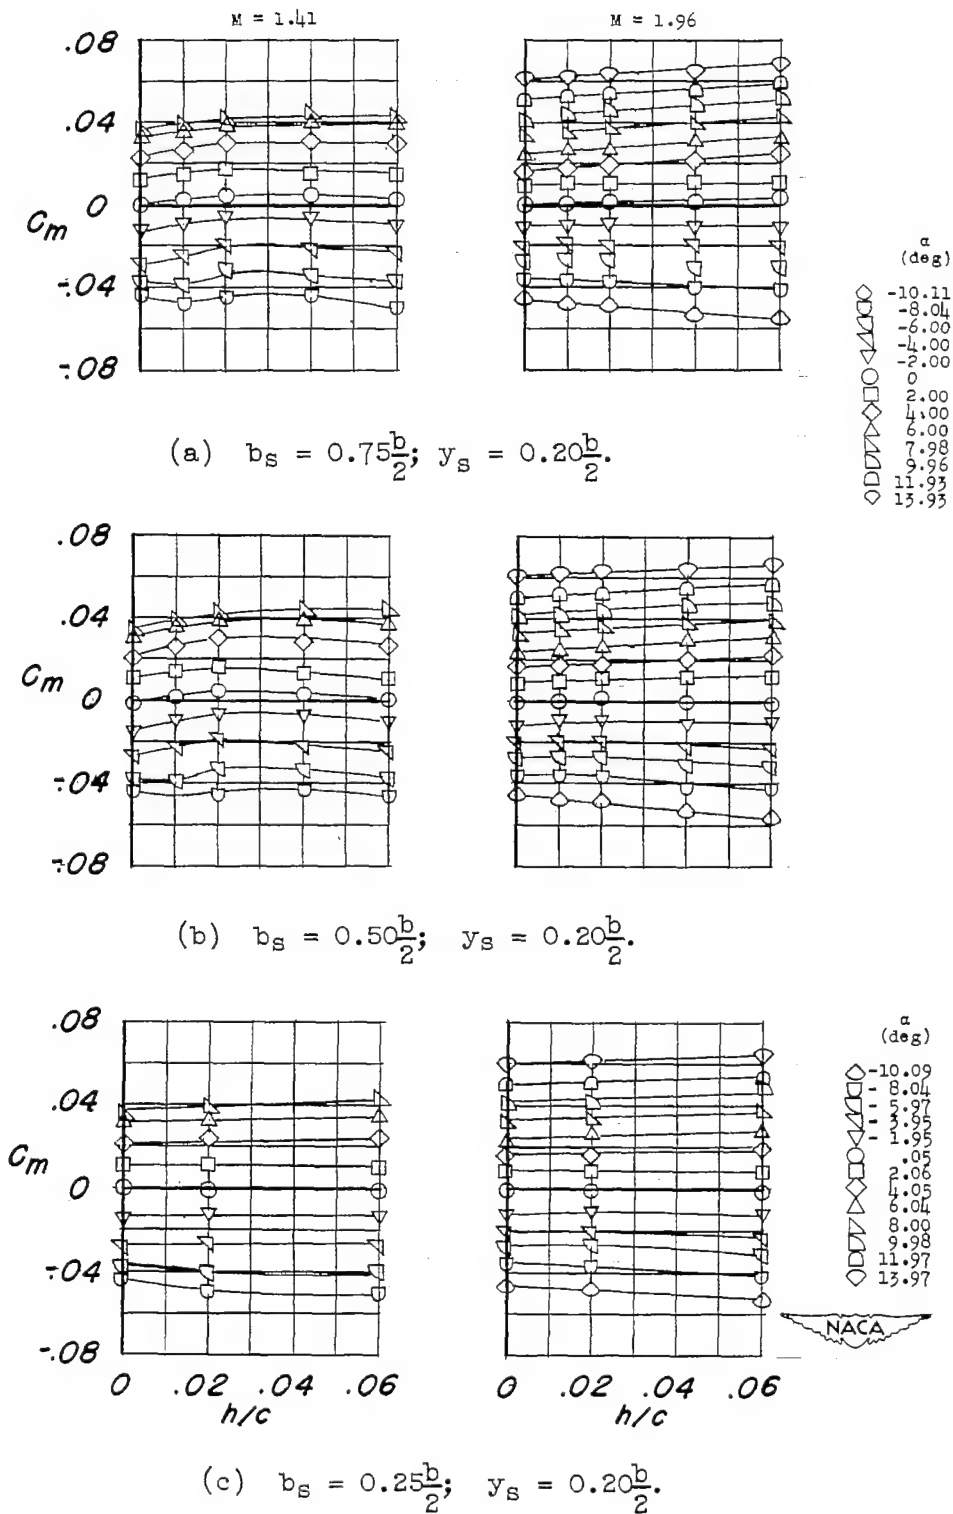 M = 1.41
M = 1.96
.08
.04
0
-.04
-.08
Cm
α
(deg)
-10.11
-8.04
-6.00
-4.00
-2.00
0
2.00
4.00
6.00
7.98
9.96
11.93
13.93
(a) bs = 0.75b/2; ys = 0.20b/2.
.08
.04
0
-.04
-.08
Cm
(b) bs = 0.50b/2; ys = 0.20b/2.
.08
.04
0
-.04
-.08
Cm
0 .02 .04 .06
h/c
0 .02 .04 .06
h/c
α
(deg)
-10.09
- 8.04
- 5.97
- 3.95
- 1.95
.05
2.06
4.05
6.04
8.00
9.98
11.97
13.97
NACA
(c) bs = 0.25b/2; ys = 0.20b/2.